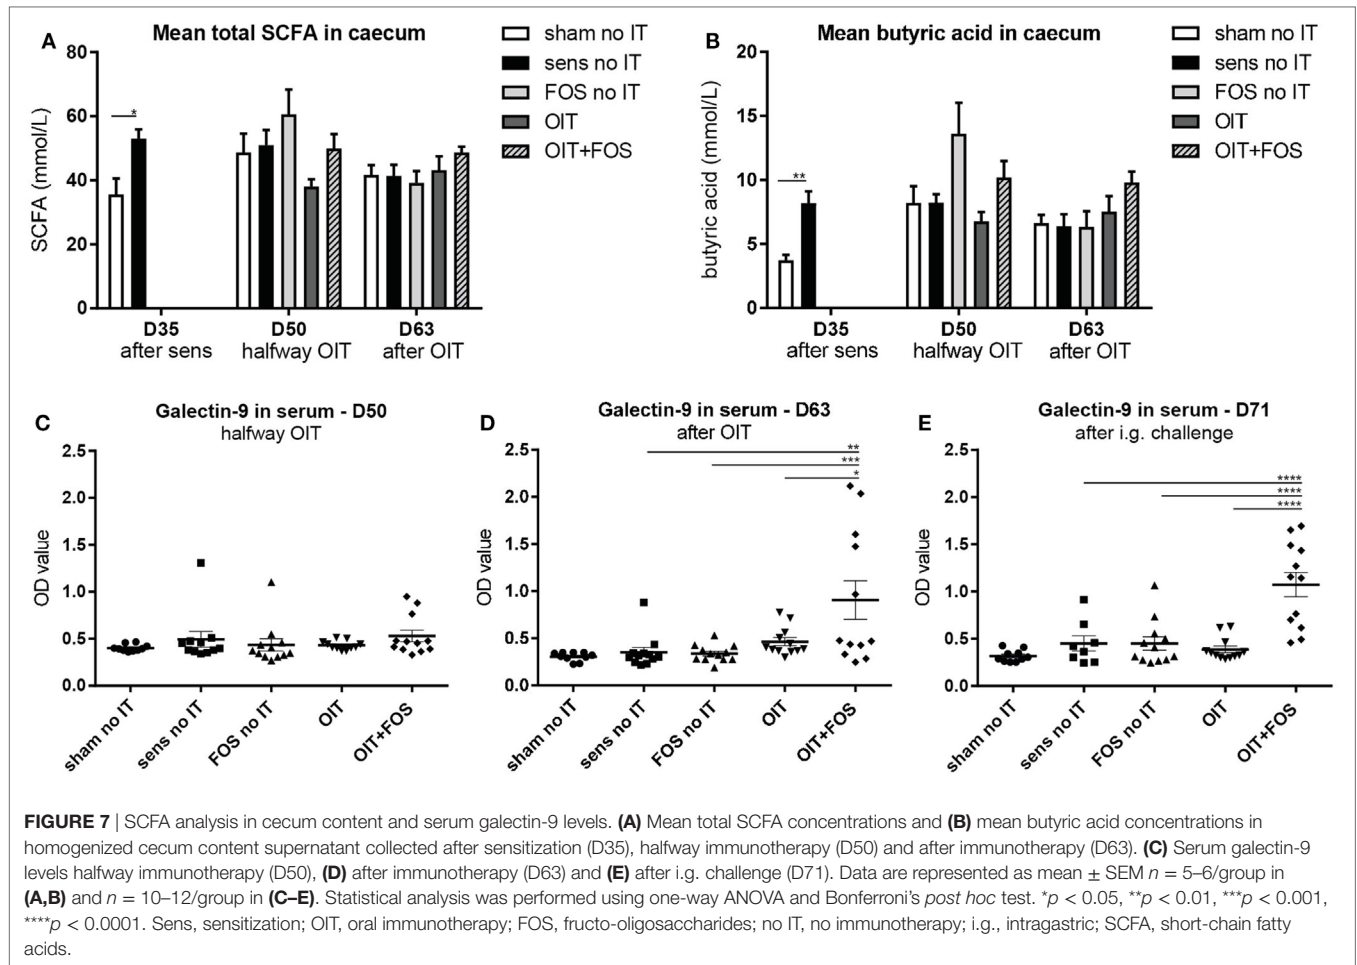 A
Mean total SCFA in caecum
SCFA (mmol/L)
80
60
40
20
0
*
D35
after sens
D50
halfway OIT
D63
after OIT
sham no IT
sens no IT
FOS no IT
OIT
OIT+FOS
B
Mean butyric acid in caecum
butyric acid (mmol/L)
20
15
10
5
0
**
D35
after sens
D50
halfway OIT
D63
after OIT
sham no IT
sens no IT
FOS no IT
OIT
OIT+FOS
C
Galectin-9 in serum - D50
halfway OIT
OD value
2.5
2.0
1.5
1.0
0.5
0.0
sham no IT
sens no IT
FOS no IT
OIT
OIT+FOS
D
Galectin-9 in serum - D63
after OIT
OD value
2.5
2.0
1.5
1.0
0.5
0.0
**
***
*
sham no IT
sens no IT
FOS no IT
OIT
OIT+FOS
E
Galectin-9 in serum - D71
after i.g. challenge
OD value
2.5
2.0
1.5
1.0
0.5
0.0
****
****
****
sham no IT
sens no IT
FOS no IT
OIT
OIT+FOS
FIGURE 7 | SCFA analysis in cecum content and serum galectin-9 levels. (A) Mean total SCFA concentrations and (B) mean butyric acid concentrations in
homogenized cecum content supernatant collected after sensitization (D35), halfway immunotherapy (D50) and after immunotherapy (D63). (C) Serum galectin-9
levels halfway immunotherapy (D50), (D) after immunotherapy (D63) and (E) after i.g. challenge (D71). Data are represented as mean ± SEM n = 5–6/group in
(A,B) and n = 10–12/group in (C–E). Statistical analysis was performed using one-way ANOVA and Bonferroni's post hoc test. *p < 0.05, **p < 0.01, ***p < 0.001,
****p < 0.0001. Sens, sensitization; OIT, oral immunotherapy; FOS, fructo-oligosaccharides; no IT, no immunotherapy; i.g., intragastric; SCFA, short-chain fatty
acids.